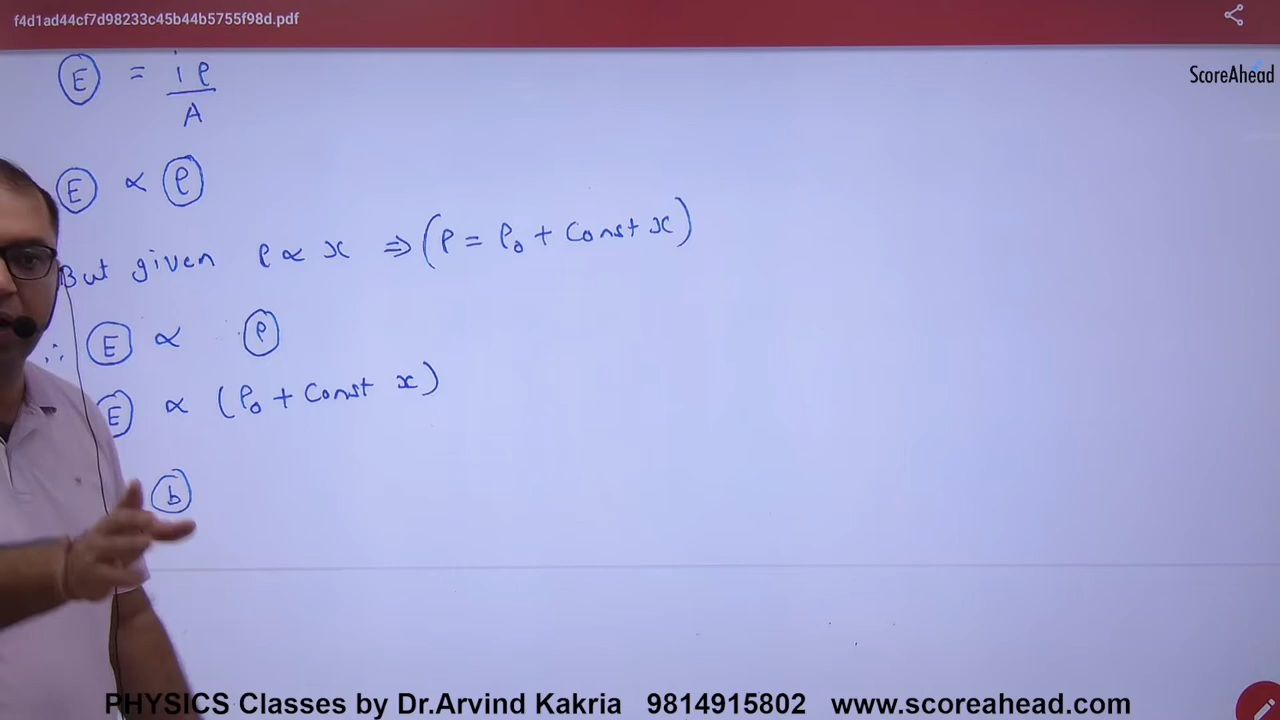 f4d1ad44cf7d98233c45b44b5755f98d.pdf
ScoreAhead
E = iρ/A
E ∝ ρ
But given ρ ∝ x ⇒ (ρ = ρ₀ + Const x)
∴ E ∝ ρ
E ∝ (ρ₀ + Const x)
b
PHYSICS Classes by Dr.Arvind Kakria 9814915802 www.scoreahead.com